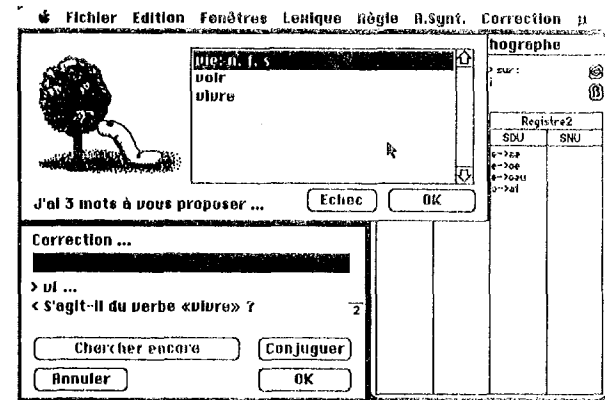 Fichier Edition Fenêtres Lexique Règle A.Synt. Correction µ
voir
vivre
J'ai 3 mots à vous proposer ...
Echec
OK
hographe
sur:
Registre2
SDU
SNU
Correction ...
> vi ...
< S'agit-il du verbe «vivre» ?
2
Chercher encore
Conjuguer
Annuler
OK